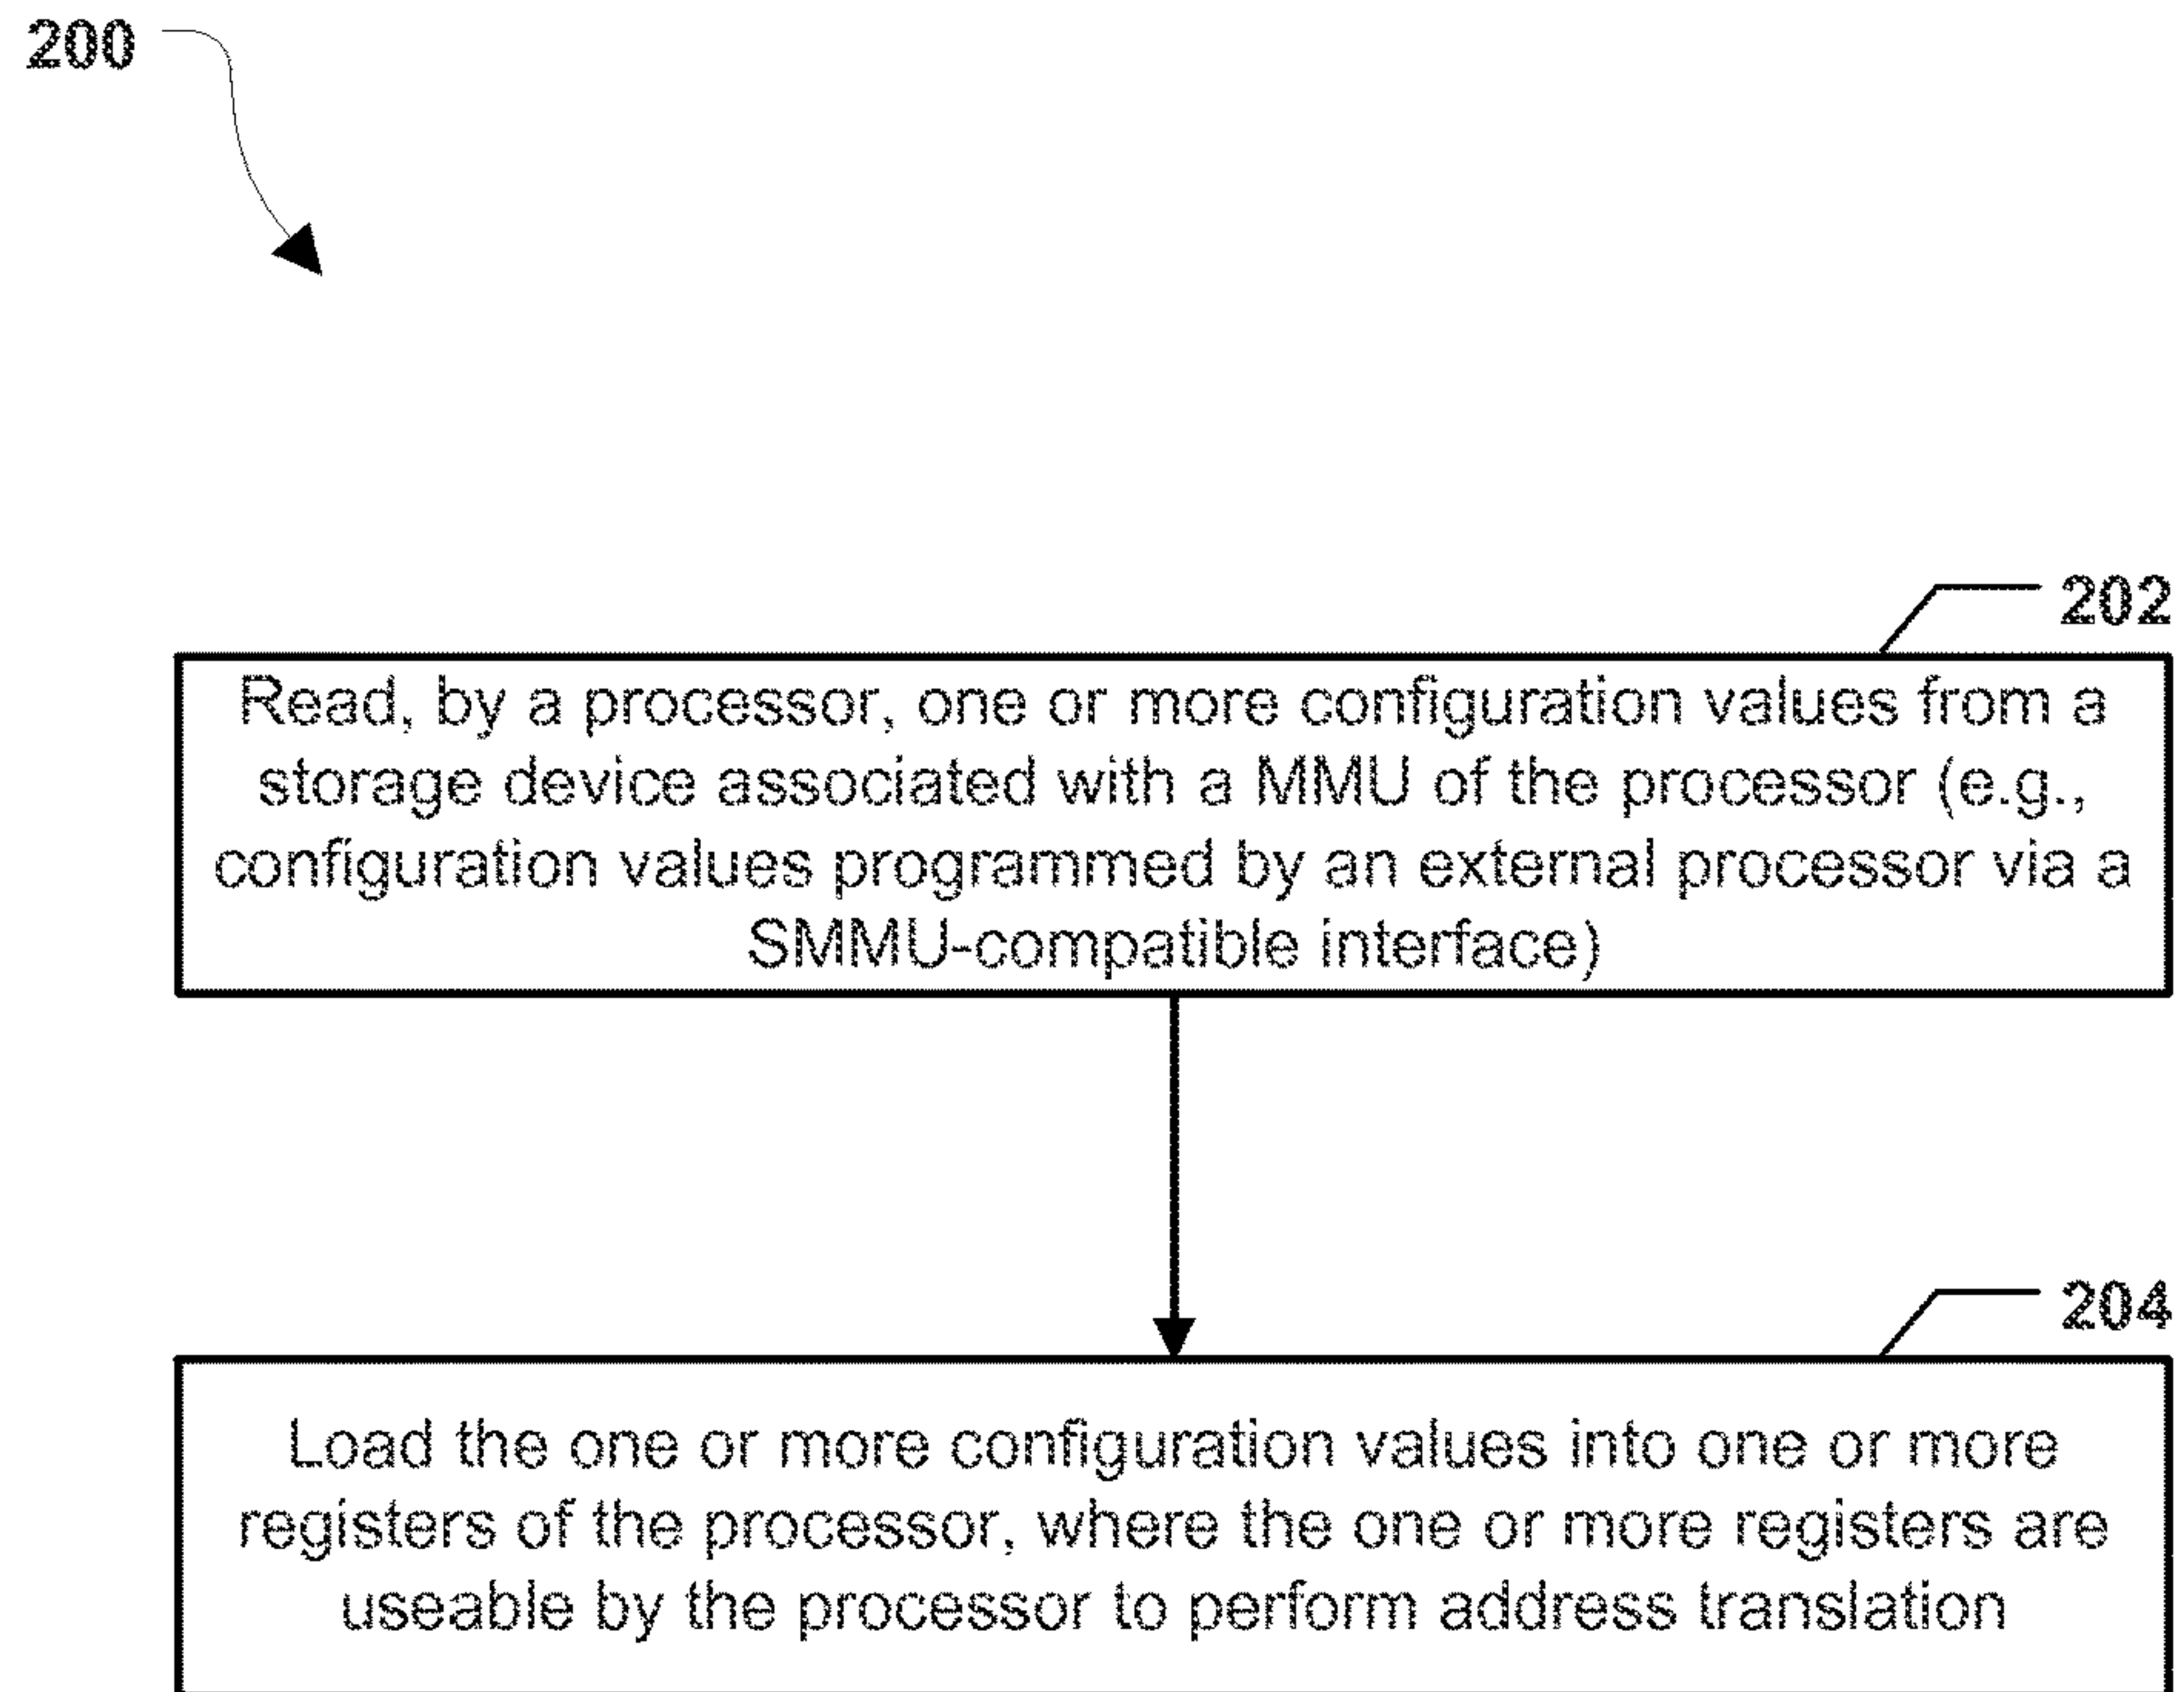 200
202
Read, by a processor, one or more configuration values from a
storage device associated with a MMU of the processor (e.g.,
configuration values programmed by an external processor via a
SMMU-compatible interface)
204
Load the one or more configuration values into one or more
registers of the processor, where the one or more registers are
useable by the processor to perform address translation